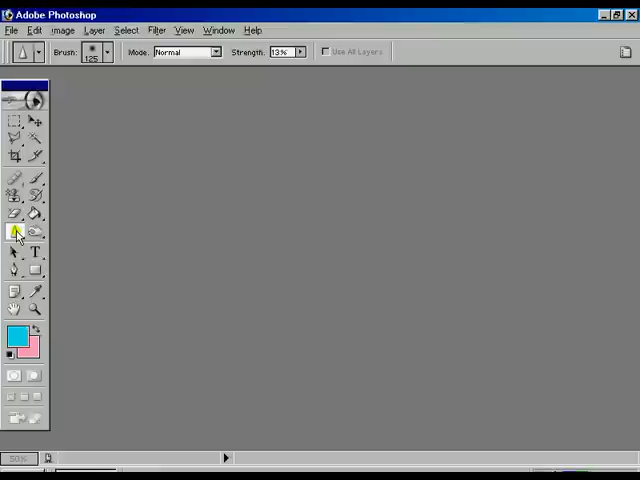 Adobe Photoshop
File Edit Image Layer Select Filter View Window Help
Brush: 125 Mode: Normal Strength: 13% Use All Layers
T
50%